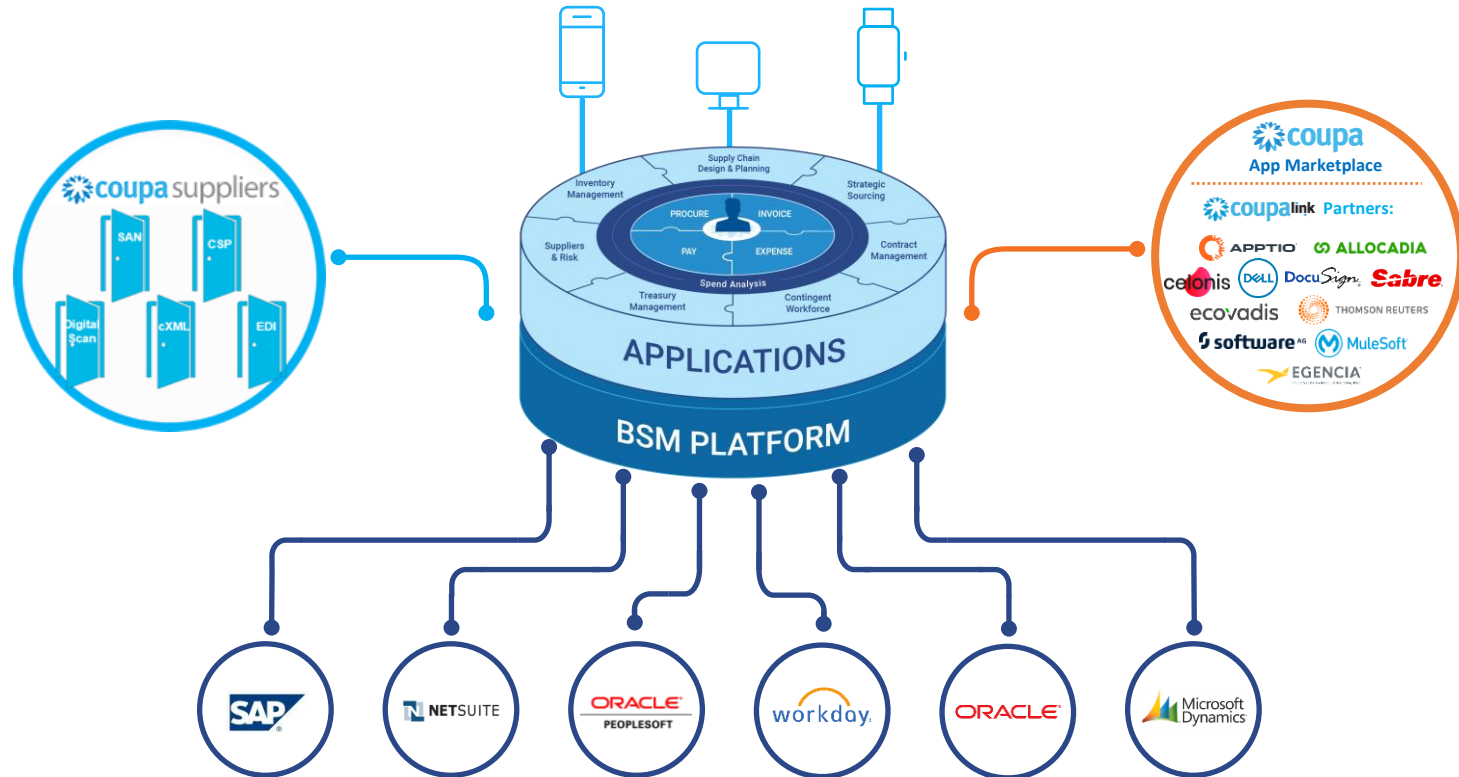 coupa suppliers
SAN
CSP
Digital
Scan
cXML
EDI
Supply Chain
Design & Planning
Inventory
Management
Strategic
Sourcing
PROCURE
INVOICE
Suppliers
& Risk
Contract
Management
PAY
EXPENSE
Spend Analysis
Treasury
Management
Contingent
Workforce
APPLICATIONS
BSM PLATFORM
coupa
App Marketplace
coupalink Partners:
APPTIO
ALLOCADIA
celonis
DELL
DocuSign
Sabre
ecovadis
THOMSON REUTERS
software AG
MuleSoft
EGENCIA
SAP
NETSUITE
ORACLE
PEOPLESOFT
workday
ORACLE
Microsoft
Dynamics